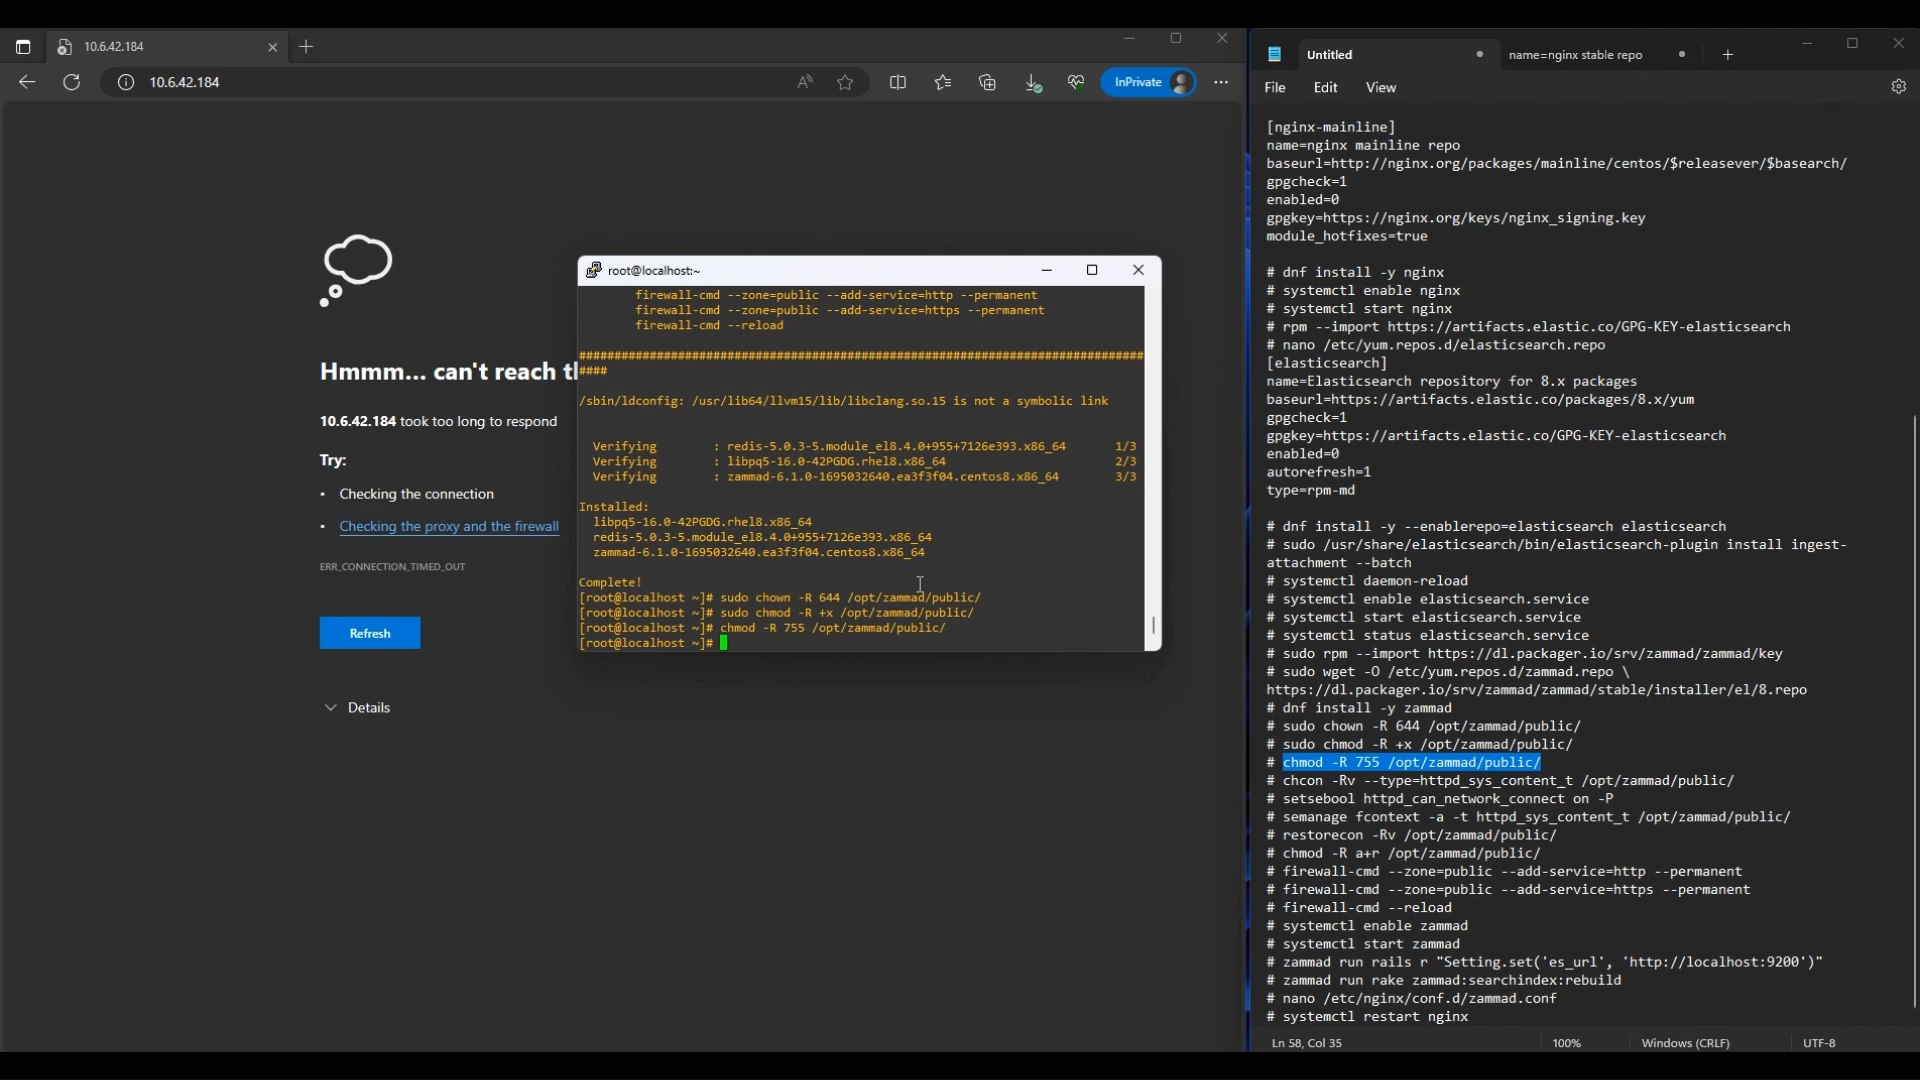 10.6.42.184
10.6.42.184
InPrivate
Hmmm... can't reach t
10.6.42.184 took too long to respond
Try:
• Checking the connection
• Checking the proxy and the firewall
ERR_CONNECTION_TIMED_OUT
Refresh
Details
root@localhost:~
firewall-cmd --zone=public --add-service=http --permanent
firewall-cmd --zone=public --add-service=https --permanent
firewall-cmd --reload
################################################################################
####
/sbin/ldconfig: /usr/lib64/llvm15/lib/libclang.so.15 is not a symbolic link
Verifying : redis-5.0.3-5.module_el8.4.0+955+7126e393.x86_64 1/3
Verifying : libpq5-16.0-42PGDG.rhel8.x86_64 2/3
Verifying : zammad-6.1.0-1695032640.ea3f3f04.centos8.x86_64 3/3
Installed:
libpq5-16.0-42PGDG.rhel8.x86_64
redis-5.0.3-5.module_el8.4.0+955+7126e393.x86_64
zammad-6.1.0-1695032640.ea3f3f04.centos8.x86_64
Complete!
[root@localhost ~]# sudo chown -R 644 /opt/zammad/public/
[root@localhost ~]# sudo chmod -R +x /opt/zammad/public/
[root@localhost ~]# chmod -R 755 /opt/zammad/public/
[root@localhost ~]#
Untitled
name=nginx stable repo
File Edit View
[nginx-mainline]
name=nginx mainline repo
baseurl=http://nginx.org/packages/mainline/centos/$releasever/$basearch/
gpgcheck=1
enabled=0
gpgkey=https://nginx.org/keys/nginx_signing.key
module_hotfixes=true
# dnf install -y nginx
# systemctl enable nginx
# systemctl start nginx
# rpm --import https://artifacts.elastic.co/GPG-KEY-elasticsearch
# nano /etc/yum.repos.d/elasticsearch.repo
[elasticsearch]
name=Elasticsearch repository for 8.x packages
baseurl=https://artifacts.elastic.co/packages/8.x/yum
gpgcheck=1
gpgkey=https://artifacts.elastic.co/GPG-KEY-elasticsearch
enabled=0
autorefresh=1
type=rpm-md
# dnf install -y --enablerepo=elasticsearch elasticsearch
# sudo /usr/share/elasticsearch/bin/elasticsearch-plugin install ingest-
attachment --batch
# systemctl daemon-reload
# systemctl enable elasticsearch.service
# systemctl start elasticsearch.service
# systemctl status elasticsearch.service
# sudo rpm --import https://dl.packager.io/srv/zammad/zammad/key
# sudo wget -O /etc/yum.repos.d/zammad.repo \
https://dl.packager.io/srv/zammad/zammad/stable/installer/el/8.repo
# dnf install -y zammad
# sudo chown -R 644 /opt/zammad/public/
# sudo chmod -R +x /opt/zammad/public/
# chmod -R 755 /opt/zammad/public/
# chcon -Rv --type=httpd_sys_content_t /opt/zammad/public/
# setsebool httpd_can_network_connect on -P
# semanage fcontext -a -t httpd_sys_content_t /opt/zammad/public/
# restorecon -Rv /opt/zammad/public/
# chmod -R a+r /opt/zammad/public/
# firewall-cmd --zone=public --add-service=http --permanent
# firewall-cmd --zone=public --add-service=https --permanent
# firewall-cmd --reload
# systemctl enable zammad
# systemctl start zammad
# zammad run rails r "Setting.set('es_url', 'http://localhost:9200')"
# zammad run rake zammad:searchindex:rebuild
# nano /etc/nginx/conf.d/zammad.conf
# systemctl restart nginx
Ln 58, Col 35 100% Windows (CRLF) UTF-8